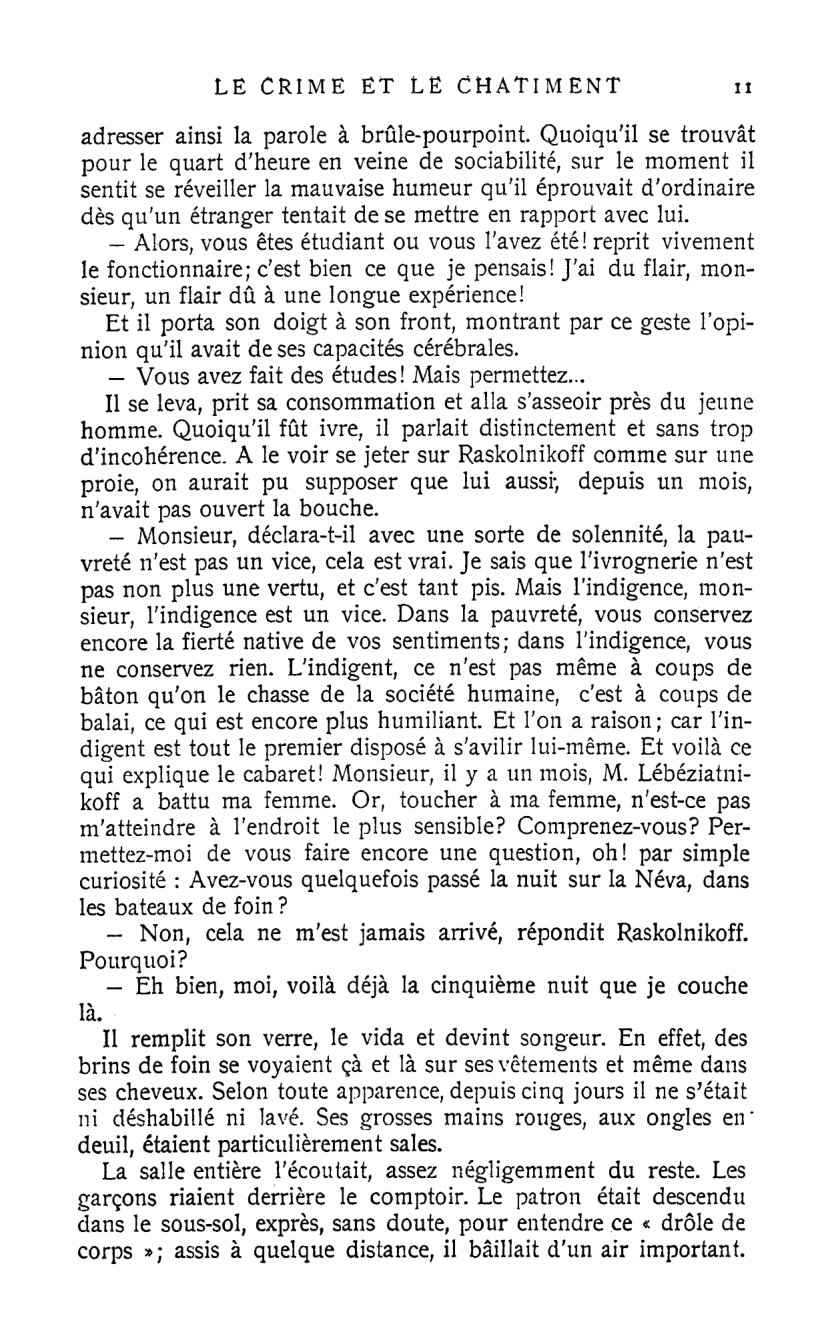 LE CRIME ET LE CHATIMENT 11
adresser ainsi la parole à brûle-pourpoint. Quoiqu'il se trouvât
pour le quart d'heure en veine de sociabilité, sur le moment il
sentit se réveiller la mauvaise humeur qu'il éprouvait d'ordinaire
dès qu'un étranger tentait de se mettre en rapport avec lui.
— Alors, vous êtes étudiant ou vous l'avez été! reprit vivement
le fonctionnaire; c'est bien ce que je pensais! J'ai du flair, mon-
sieur, un flair dû à une longue expérience!
Et il porta son doigt à son front, montrant par ce geste l'opi-
nion qu'il avait de ses capacités cérébrales.
— Vous avez fait des études! Mais permettez...
Il se leva, prit sa consommation et alla s'asseoir près du jeune
homme. Quoiqu'il fût ivre, il parlait distinctement et sans trop
d'incohérence. A le voir se jeter sur Raskolnikoff comme sur une
proie, on aurait pu supposer que lui aussi, depuis un mois,
n'avait pas ouvert la bouche.
— Monsieur, déclara-t-il avec une sorte de solennité, la pau-
vreté n'est pas un vice, cela est vrai. Je sais que l'ivrognerie n'est
pas non plus une vertu, et c'est tant pis. Mais l'indigence, mon-
sieur, l'indigence est un vice. Dans la pauvreté, vous conservez
encore la fierté native de vos sentiments; dans l'indigence, vous
ne conservez rien. L'indigent, ce n'est pas même à coups de
bâton qu'on le chasse de la société humaine, c'est à coups de
balai, ce qui est encore plus humiliant. Et l'on a raison; car l'in-
digent est tout le premier disposé à s'avilir lui-même. Et voilà ce
qui explique le cabaret! Monsieur, il y a un mois, M. Lébéziatni-
koff a battu ma femme. Or, toucher à ma femme, n'est-ce pas
m'atteindre à l'endroit le plus sensible? Comprenez-vous? Per-
mettez-moi de vous faire encore une question, oh! par simple
curiosité : Avez-vous quelquefois passé la nuit sur la Néva, dans
les bateaux de foin?
— Non, cela ne m'est jamais arrivé, répondit Raskolnikoff.
Pourquoi?
— Eh bien, moi, voilà déjà la cinquième nuit que je couche
là.
Il remplit son verre, le vida et devint songeur. En effet, des
brins de foin se voyaient çà et là sur ses vêtements et même dans
ses cheveux. Selon toute apparence, depuis cinq jours il ne s'était
ni déshabillé ni lavé. Ses grosses mains rouges, aux ongles en
deuil, étaient particulièrement sales.
La salle entière l'écoutait, assez négligemment du reste. Les
garçons riaient derrière le comptoir. Le patron était descendu
dans le sous-sol, exprès, sans doute, pour entendre ce « drôle de
corps »; assis à quelque distance, il bâillait d'un air important.